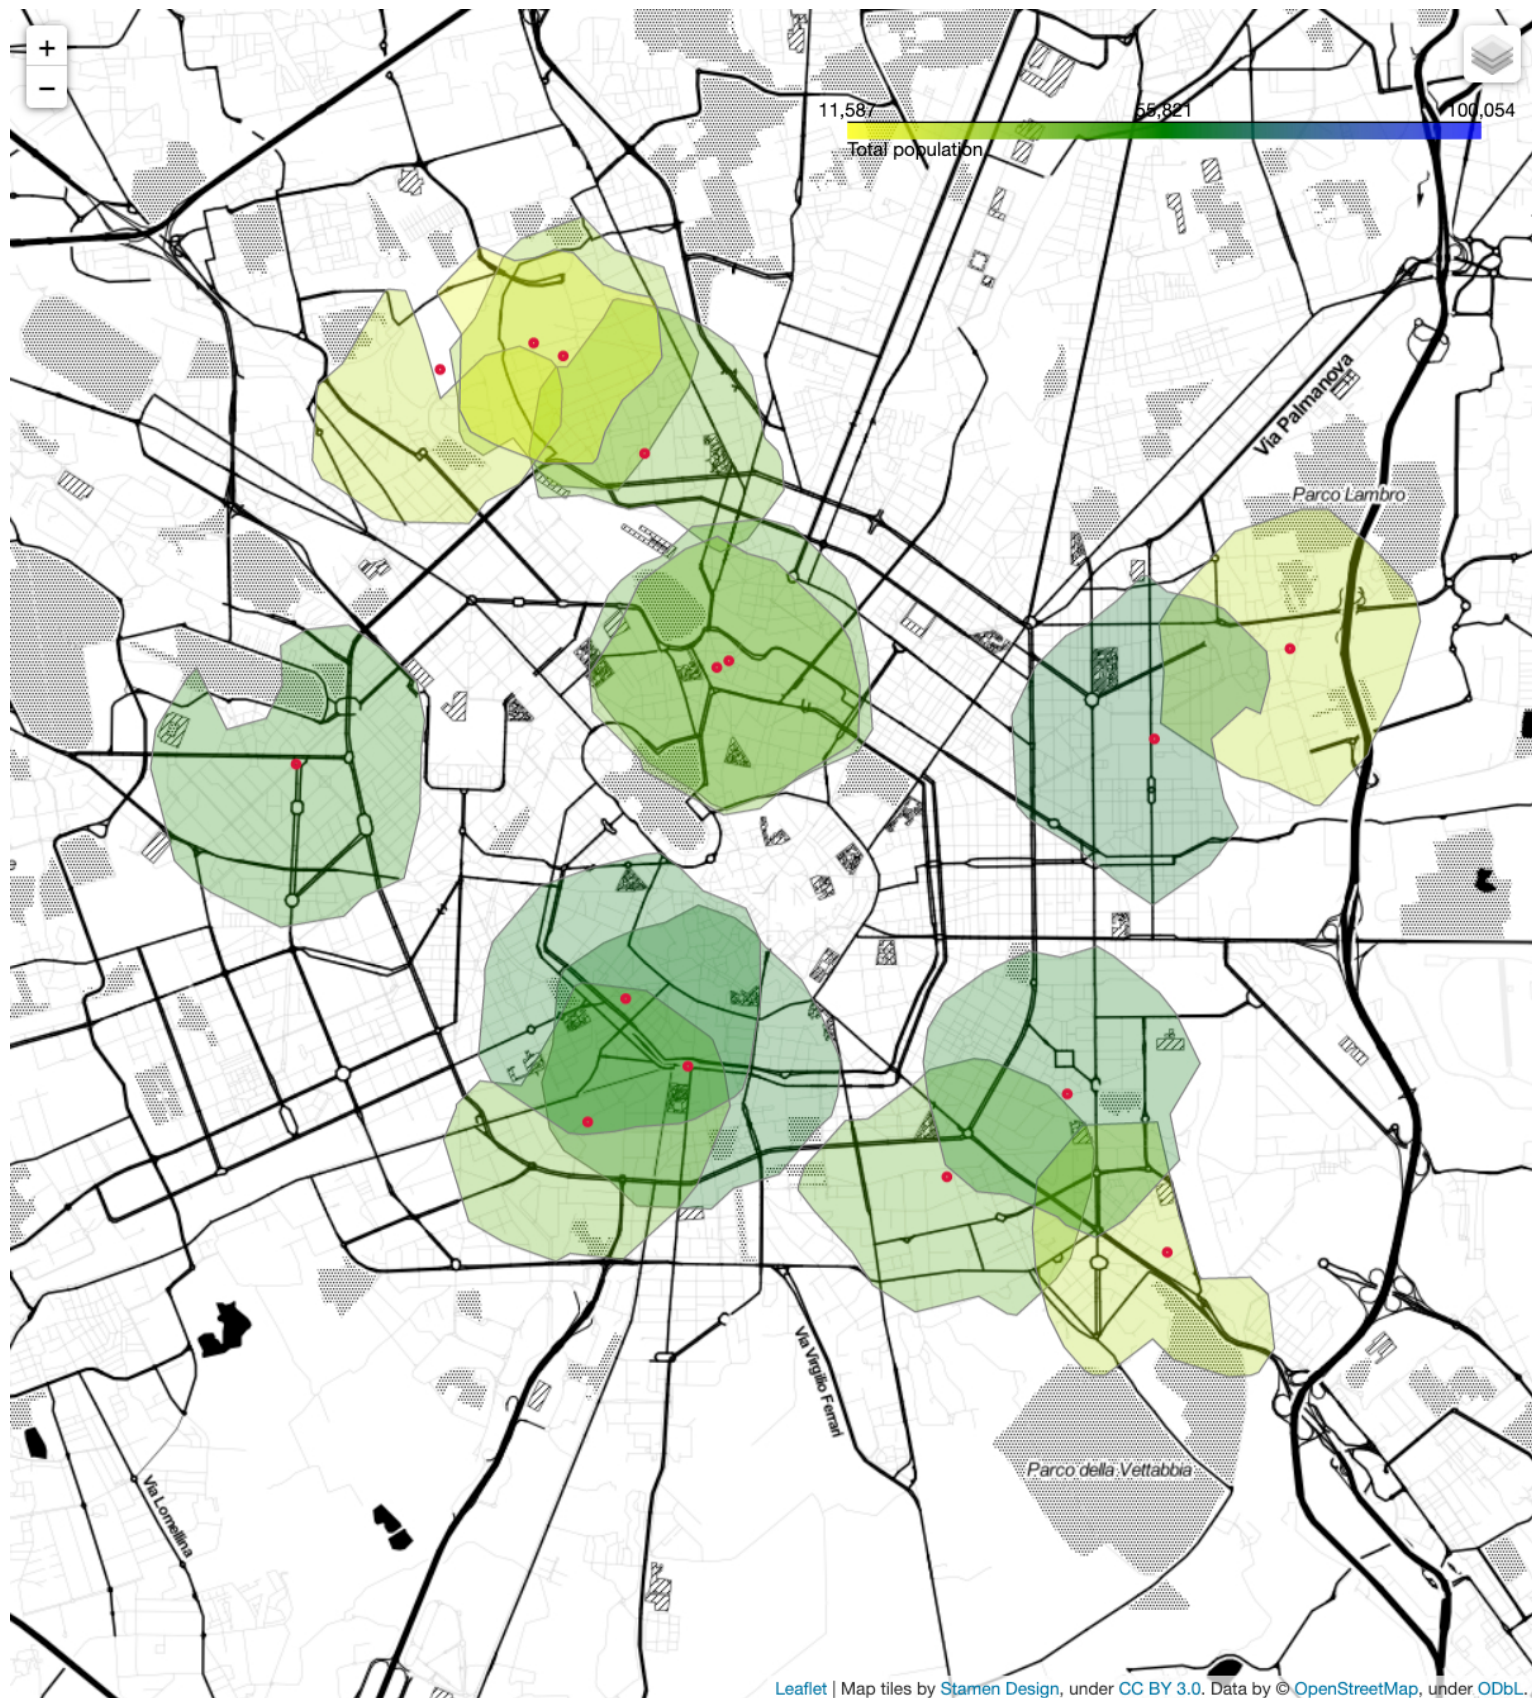 +
−
11,587 55,821 100,054
Total population
Via Palmanova
Parco Lambro
Via Virgilio Ferrari
Parco della Vettabbia
Via Lomellina
Leaflet | Map tiles by Stamen Design, under CC BY 3.0. Data by © OpenStreetMap, under ODbL.